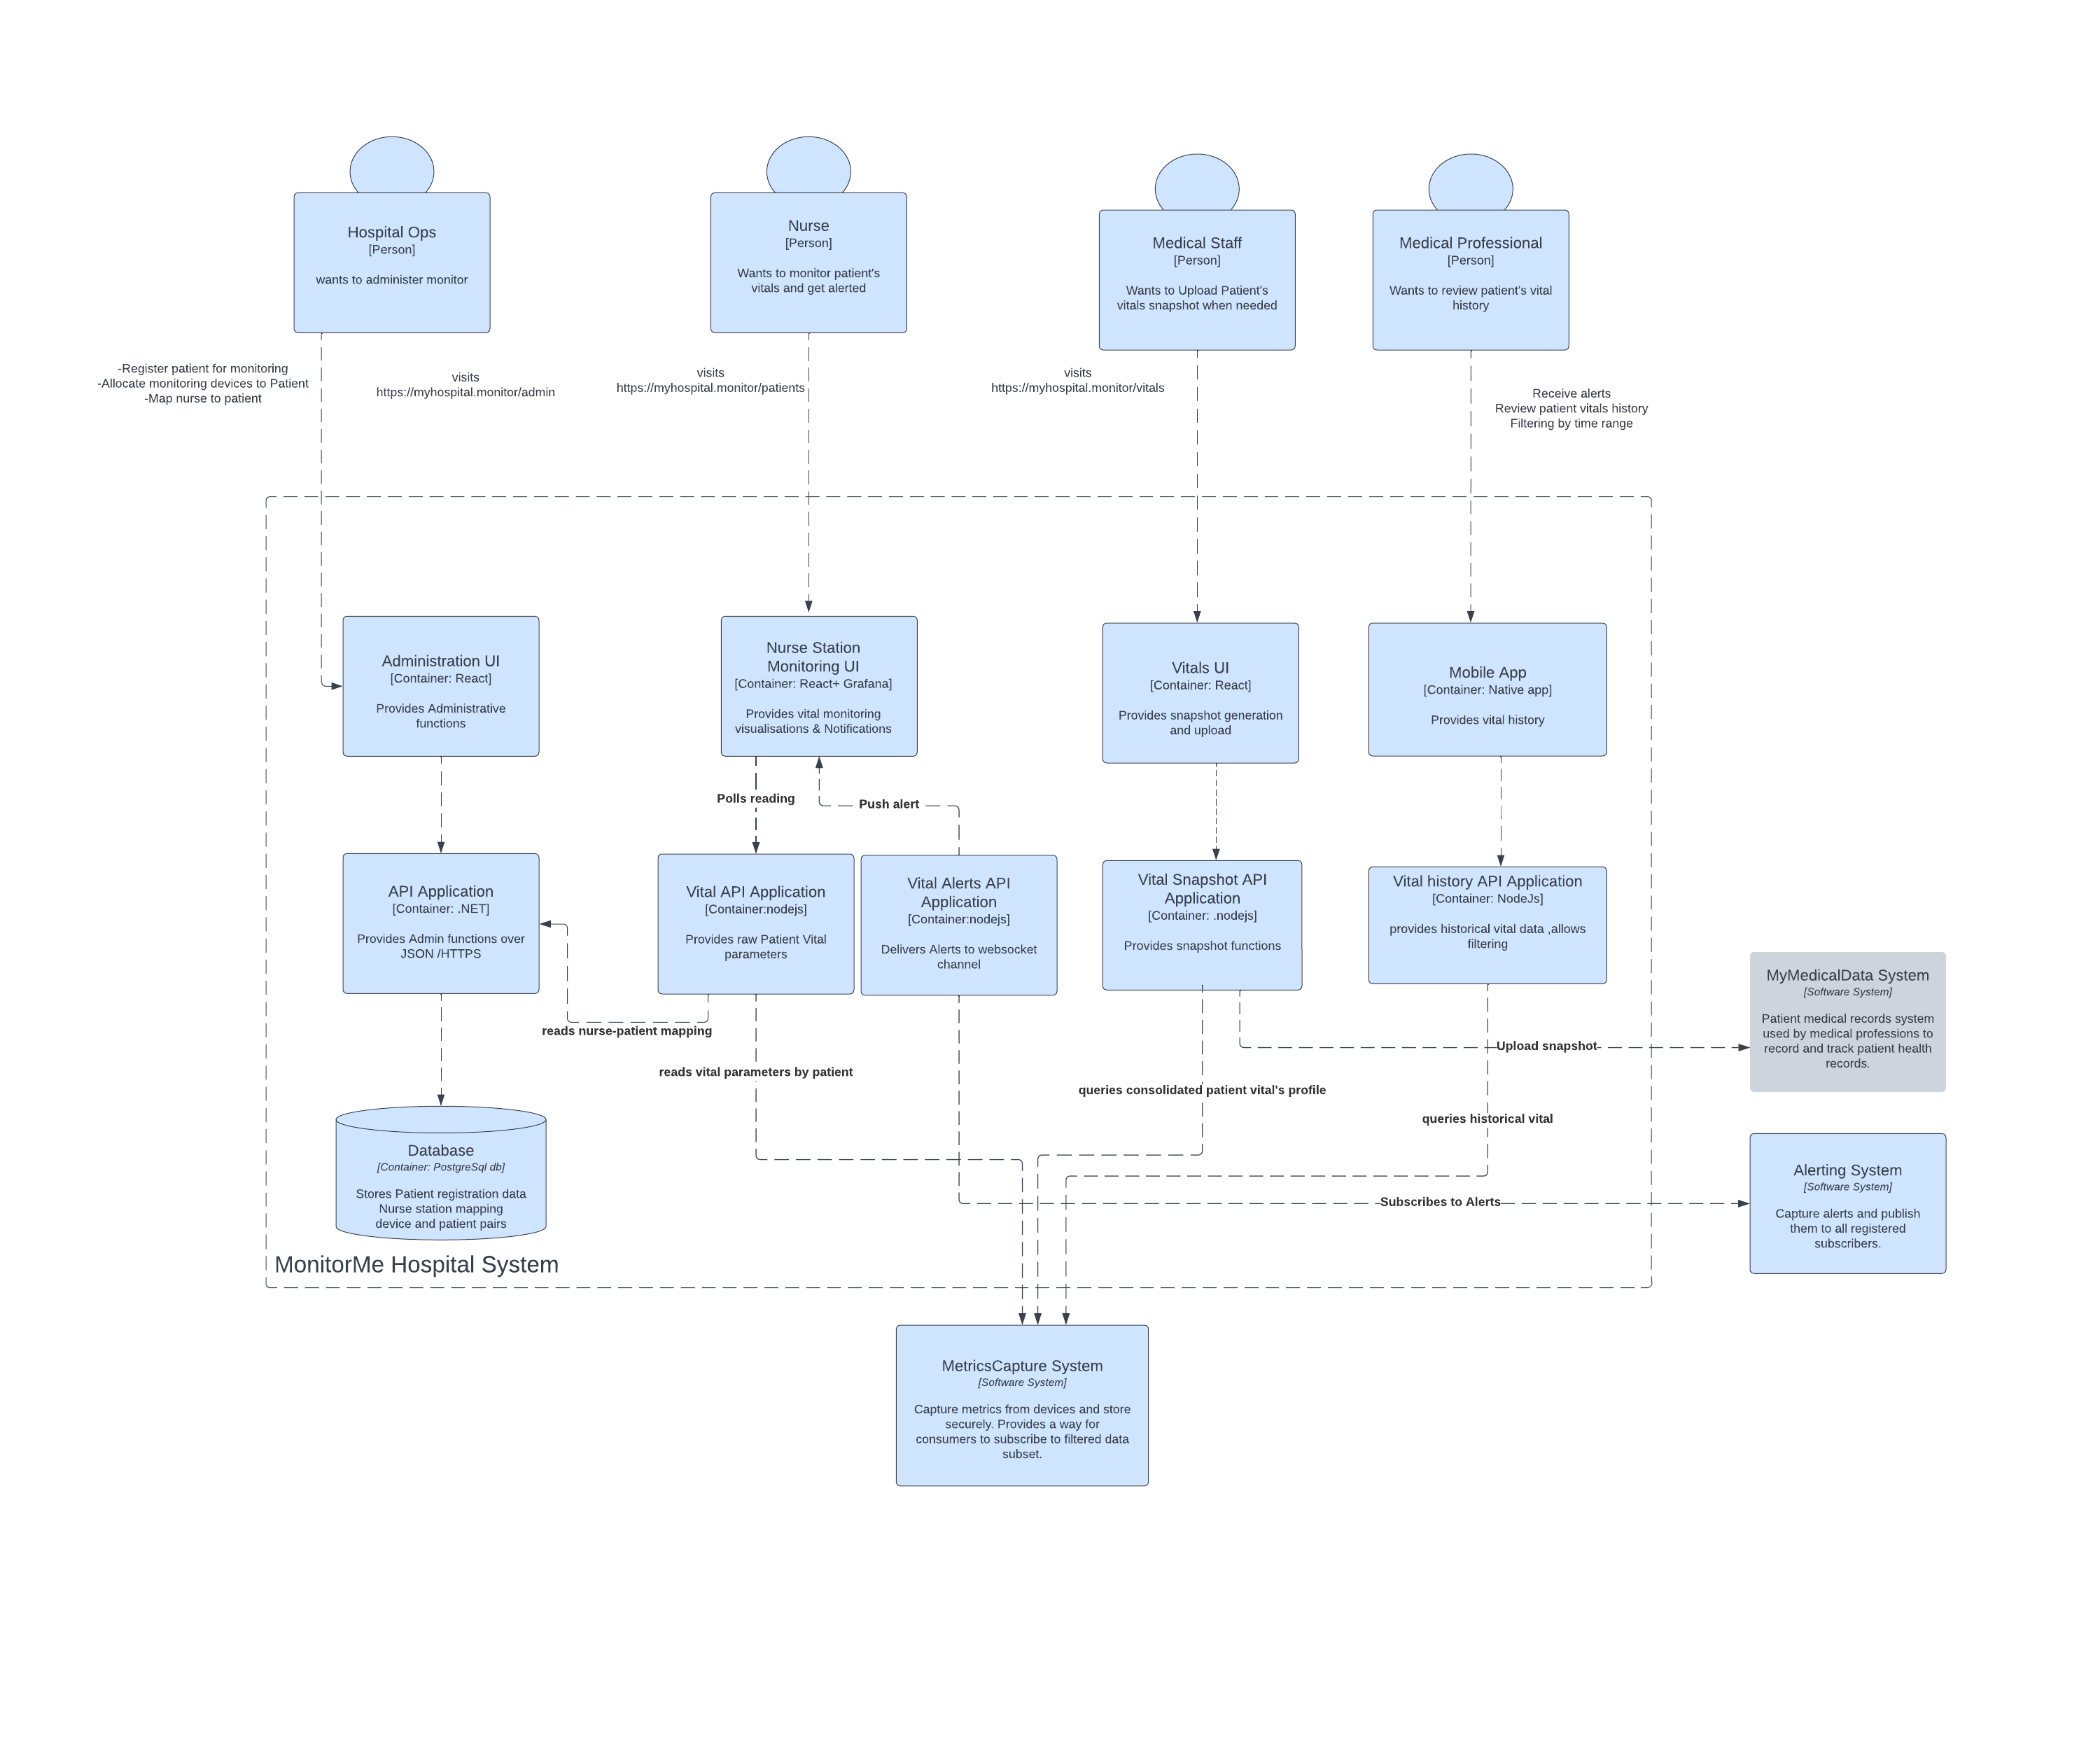 Hospital Ops
[Person]
wants to administer monitor
Nurse
[Person]
Wants to monitor patient's
vitals and get alerted
Medical Staff
[Person]
Wants to Upload Patient's
vitals snapshot when needed
Medical Professional
[Person]
Wants to review patient's vital
history
-Register patient for monitoring
-Allocate monitoring devices to Patient
-Map nurse to patient
visits
https://myhospital.monitor/admin
visits
https://myhospital.monitor/patients
visits
https://myhospital.monitor/vitals
Receive alerts
Review patient vitals history
Filtering by time range
Administration UI
[Container: React]
Provides Administrative
functions
Nurse Station
Monitoring UI
[Container: React+ Grafana]
Provides vital monitoring
visualisations & Notifications
Vitals UI
[Container: React]
Provides snapshot generation
and upload
Mobile App
[Container: Native app]
Provides vital history
Polls reading
Push alert
API Application
[Container: .NET]
Provides Admin functions over
JSON /HTTPS
Vital API Application
[Container:nodejs]
Provides raw Patient Vital
parameters
Vital Alerts API
Application
[Container:nodejs]
Delivers Alerts to websocket
channel
Vital Snapshot API
Application
[Container: .nodejs]
Provides snapshot functions
Vital history API Application
[Container: NodeJs]
provides historical vital data ,allows
filtering
MyMedicalData System
[Software System]
Patient medical records system
used by medical professions to
record and track patient health
records.
reads nurse-patient mapping
Upload snapshot
reads vital parameters by patient
queries consolidated patient vital's profile
queries historical vital
Database
[Container: PostgreSql db]
Stores Patient registration data
Nurse station mapping
device and patient pairs
Subscribes to Alerts
Alerting System
[Software System]
Capture alerts and publish
them to all registered
subscribers.
MonitorMe Hospital System
MetricsCapture System
[Software System]
Capture metrics from devices and store
securely. Provides a way for
consumers to subscribe to filtered data
subset.